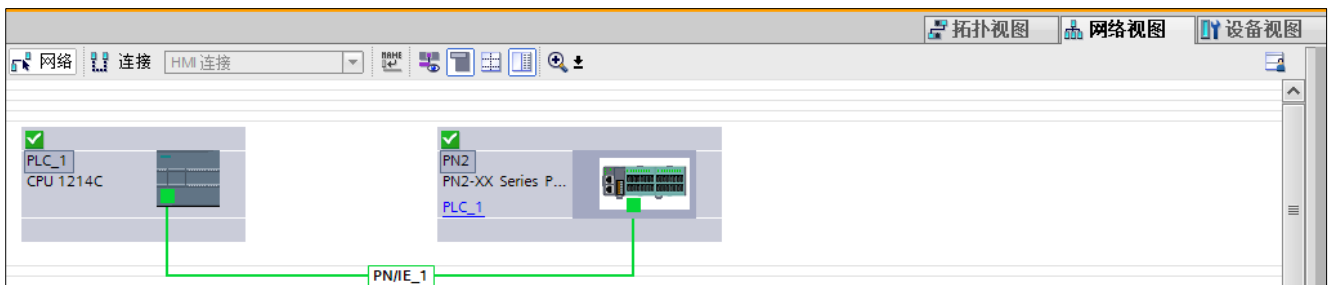 拓扑视图 网络视图 设备视图
网络 连接 HMI 连接 NAME
PLC_1
CPU 1214C
PN2
PN2-XX Series P...
PLC_1
PN/IE_1